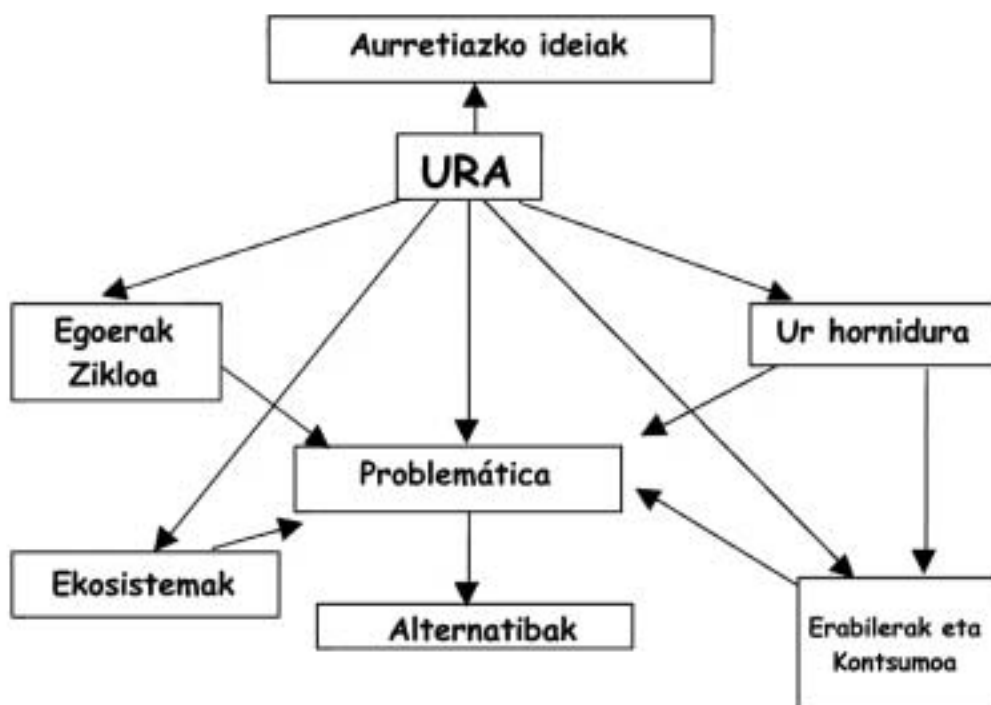 Aurretiazko ideiak
URA
Egoerak
Zikloa
Ur hornidura
Problemática
Ekosistemak
Alternatibak
Erabilerak eta
Kontsumoa